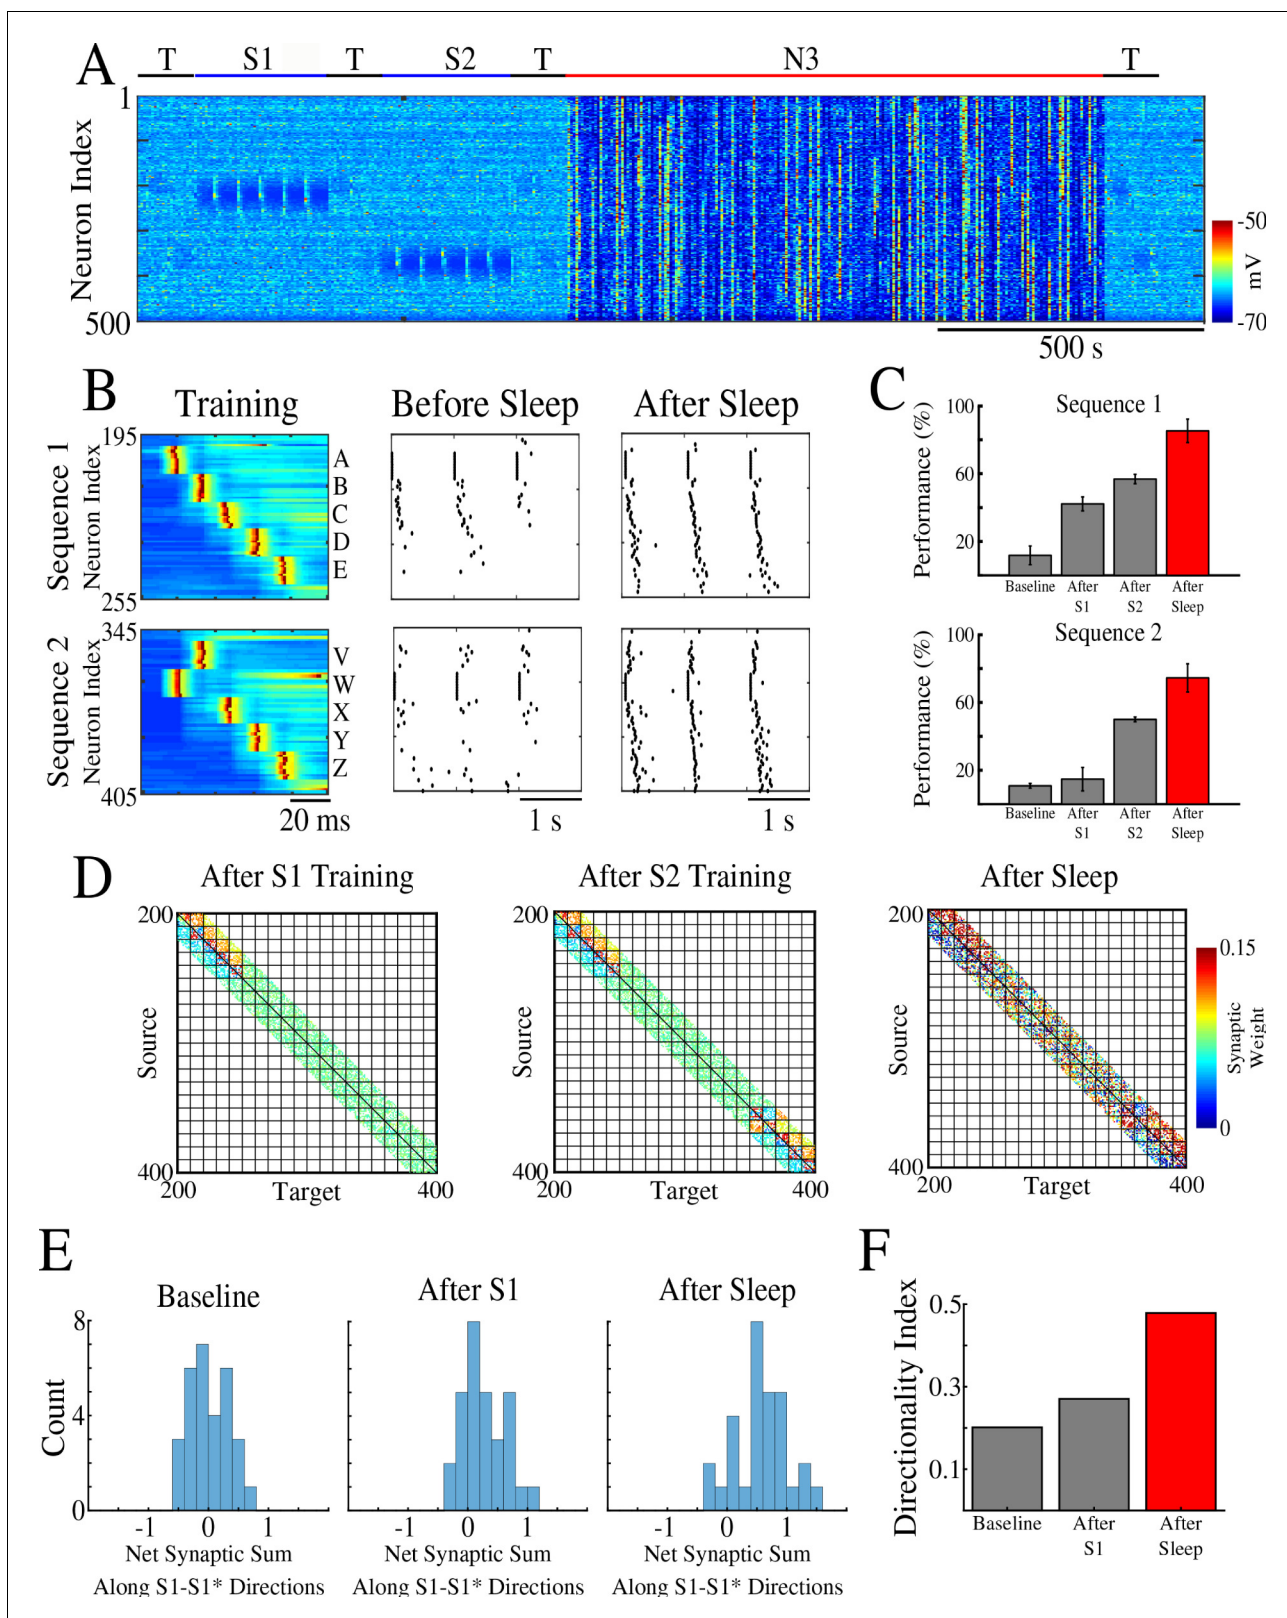 A
T S1 T S2 T N3 T
1
Neuron Index
500
-50
mV
-70
500 s
B
Training Before Sleep After Sleep
Sequence 1
Neuron Index
195
255
A
B
C
D
E
Sequence 2
Neuron Index
345
405
V
W
X
Y
Z
20 ms 1 s 1 s
C
Sequence 1
Performance (%)
100
60
20
Baseline After S1 After S2 After Sleep
Sequence 2
Performance (%)
100
60
20
Baseline After S1 After S2 After Sleep
D
After S1 Training After S2 Training After Sleep
200 200 200
Source Source Source
400 400 400
200 Target 400 200 Target 400 200 Target 400
0.15
Synaptic
Weight
0
E
Baseline After S1 After Sleep
8
4
0
Count
-1 0 1 -1 0 1 -1 0 1
Net Synaptic Sum Net Synaptic Sum Net Synaptic Sum
Along S1-S1* Directions Along S1-S1* Directions Along S1-S1* Directions
F
Directionality Index
0.5
0.3
0.1
Baseline After After
S1 Sleep